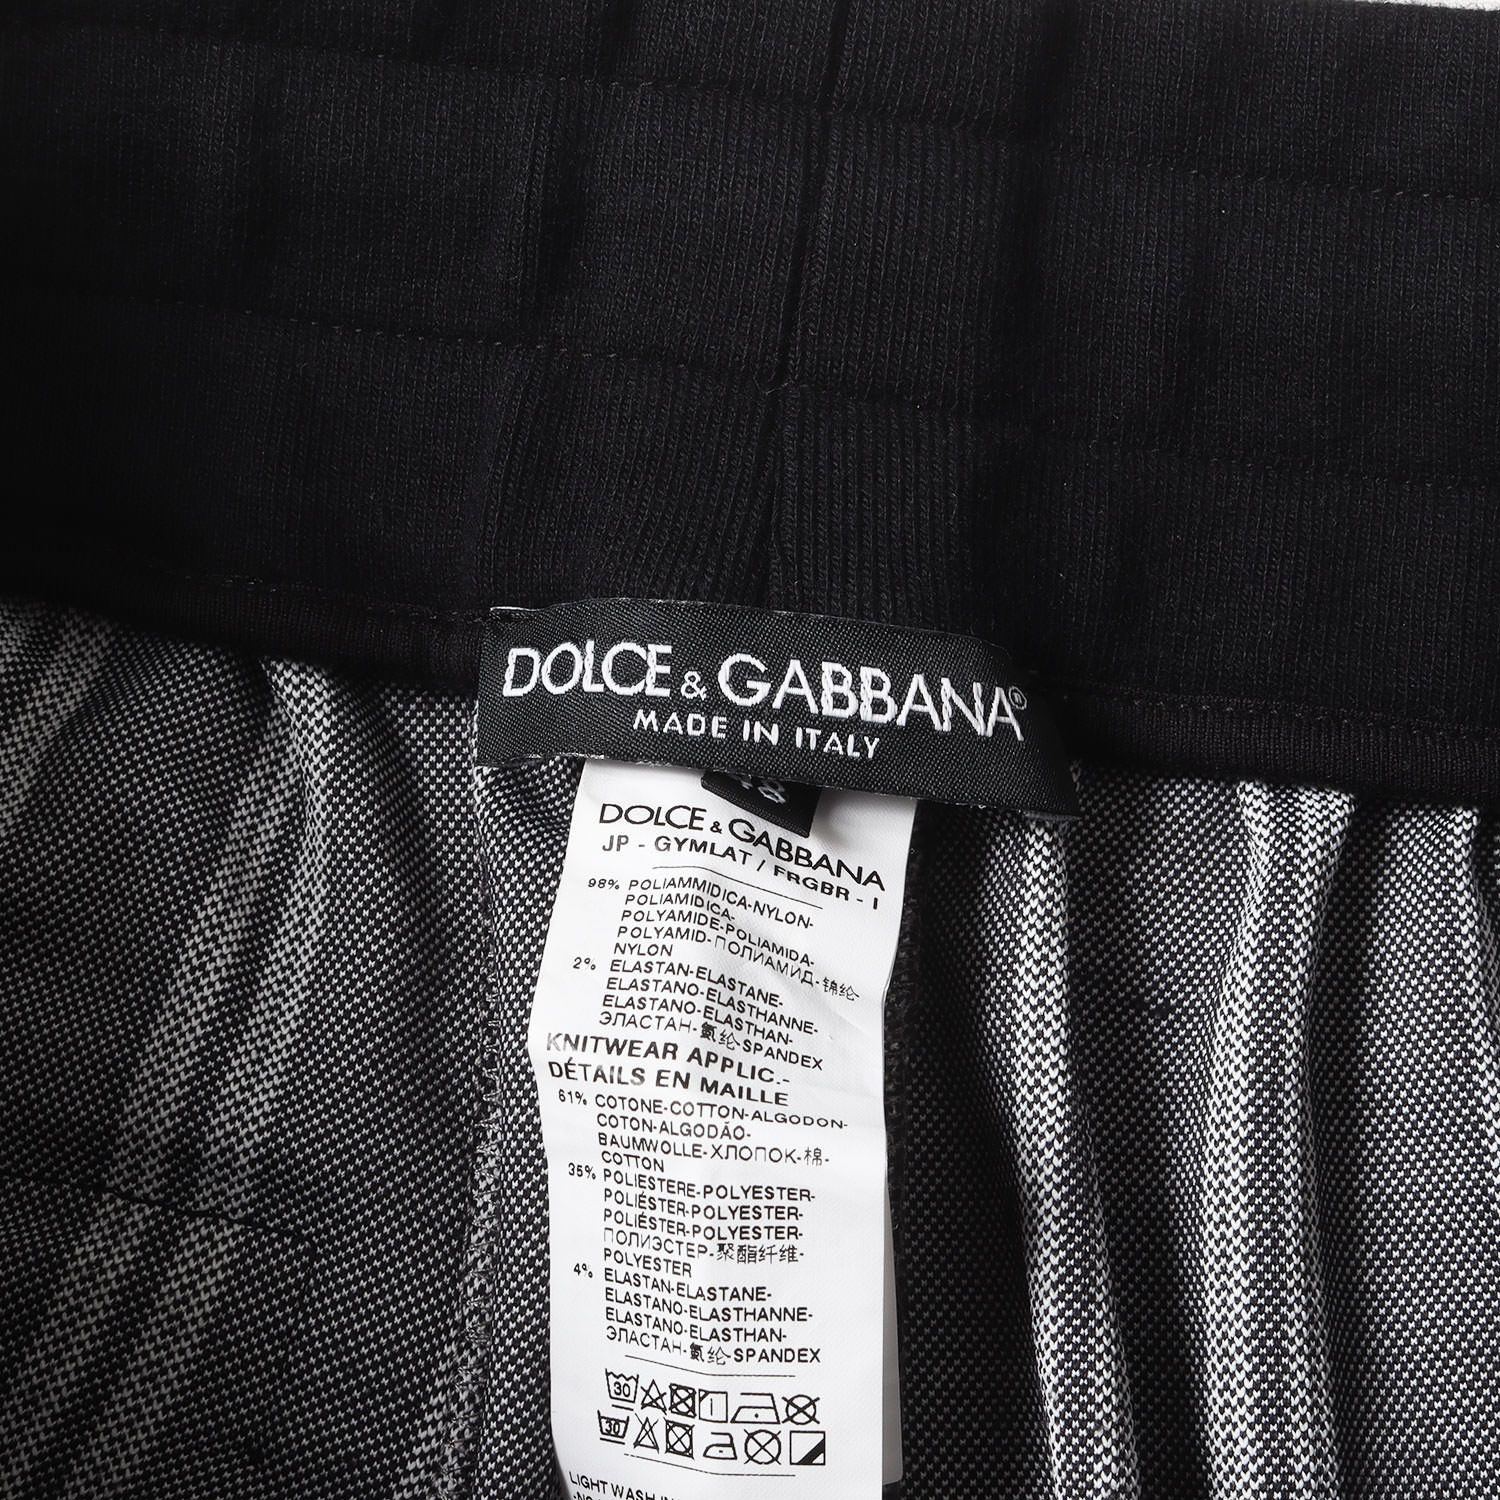 DOLCE & GABBANA®
MADE IN ITALY
DOLCE & GABBANA
JP - GYMLAT / FRGBR - I
98% POLIAMMIDICA-NYLON-
POLIAMIDICA-
POLYAMIDE-POLIAMIDA-
POLYAMID-ПОЛИАМИД-锦纶
NYLON
2% ELASTAN-ELASTANE-
ELASTANO-ELASTHANNE-
ELASTANO-ELASTHAN-
ЭЛАСТАН-氨纶-SPANDEX
KNITWEAR APPLIC.-
DÉTAILS EN MAILLE
61% COTONE-COTTON-ALGODON-
COTON-ALGODÃO-
BAUMWOLLE-ХЛОПОК-棉-
COTTON
35% POLIESTERE-POLYESTER-
POLIÉSTER-POLYESTER-
POLIÉSTER-POLYESTER-
ПОЛИЭСТЕР-聚酯纤维-
POLYESTER
4% ELASTAN-ELASTANE-
ELASTANO-ELASTHANNE-
ELASTANO-ELASTHAN-
ЭЛАСТАН-氨纶-SPANDEX
30
30
LIGHT WASH IN